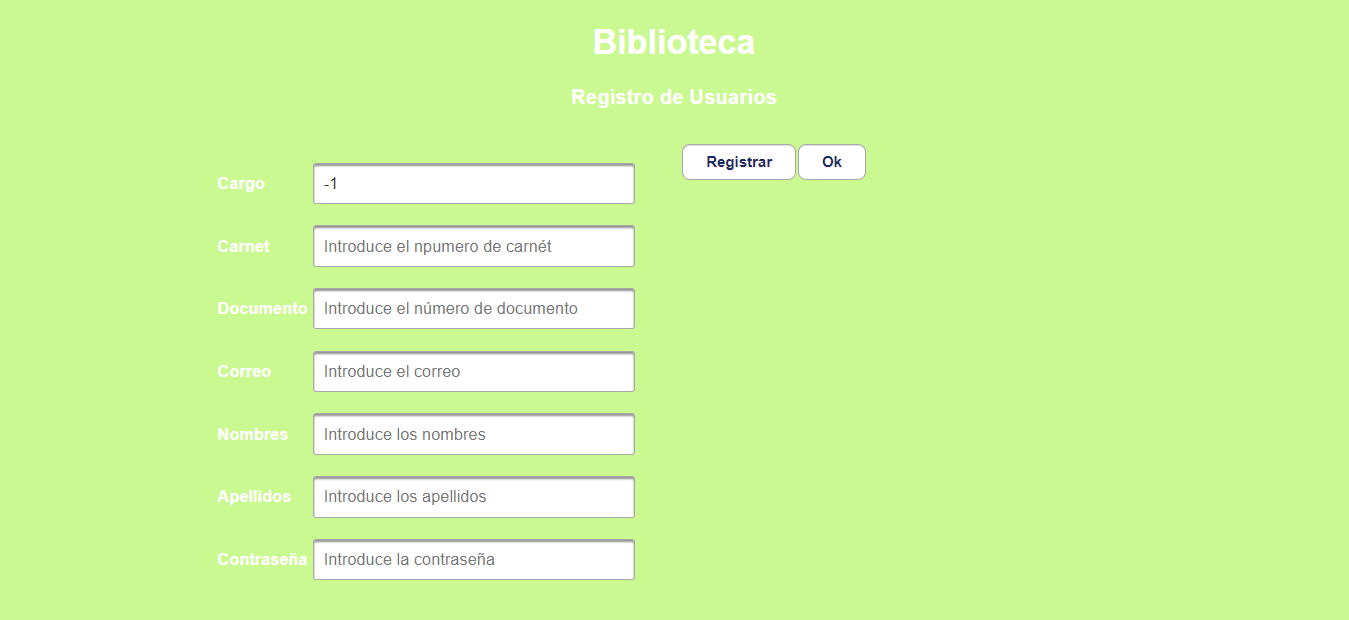 Biblioteca
Registro de Usuarios
Registrar Ok
Cargo -1
Carnet Introduce el npumero de carnét
Documento Introduce el número de documento
Correo Introduce el correo
Nombres Introduce los nombres
Apellidos Introduce los apellidos
Contraseña Introduce la contraseña